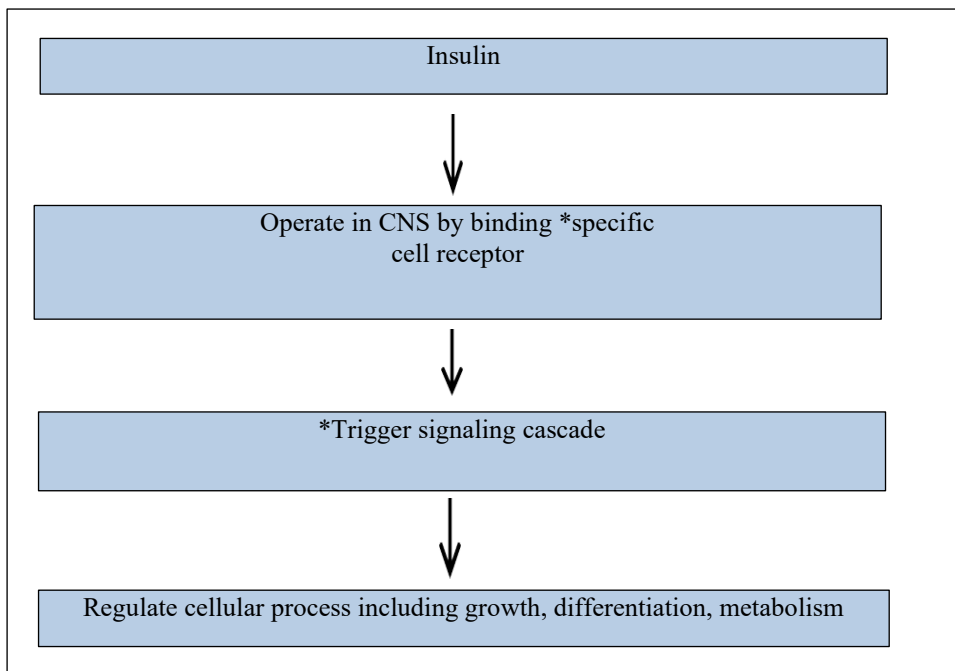 Insulin
Operate in CNS by binding *specific
cell receptor
*Trigger signaling cascade
Regulate cellular process including growth, differentiation, metabolism